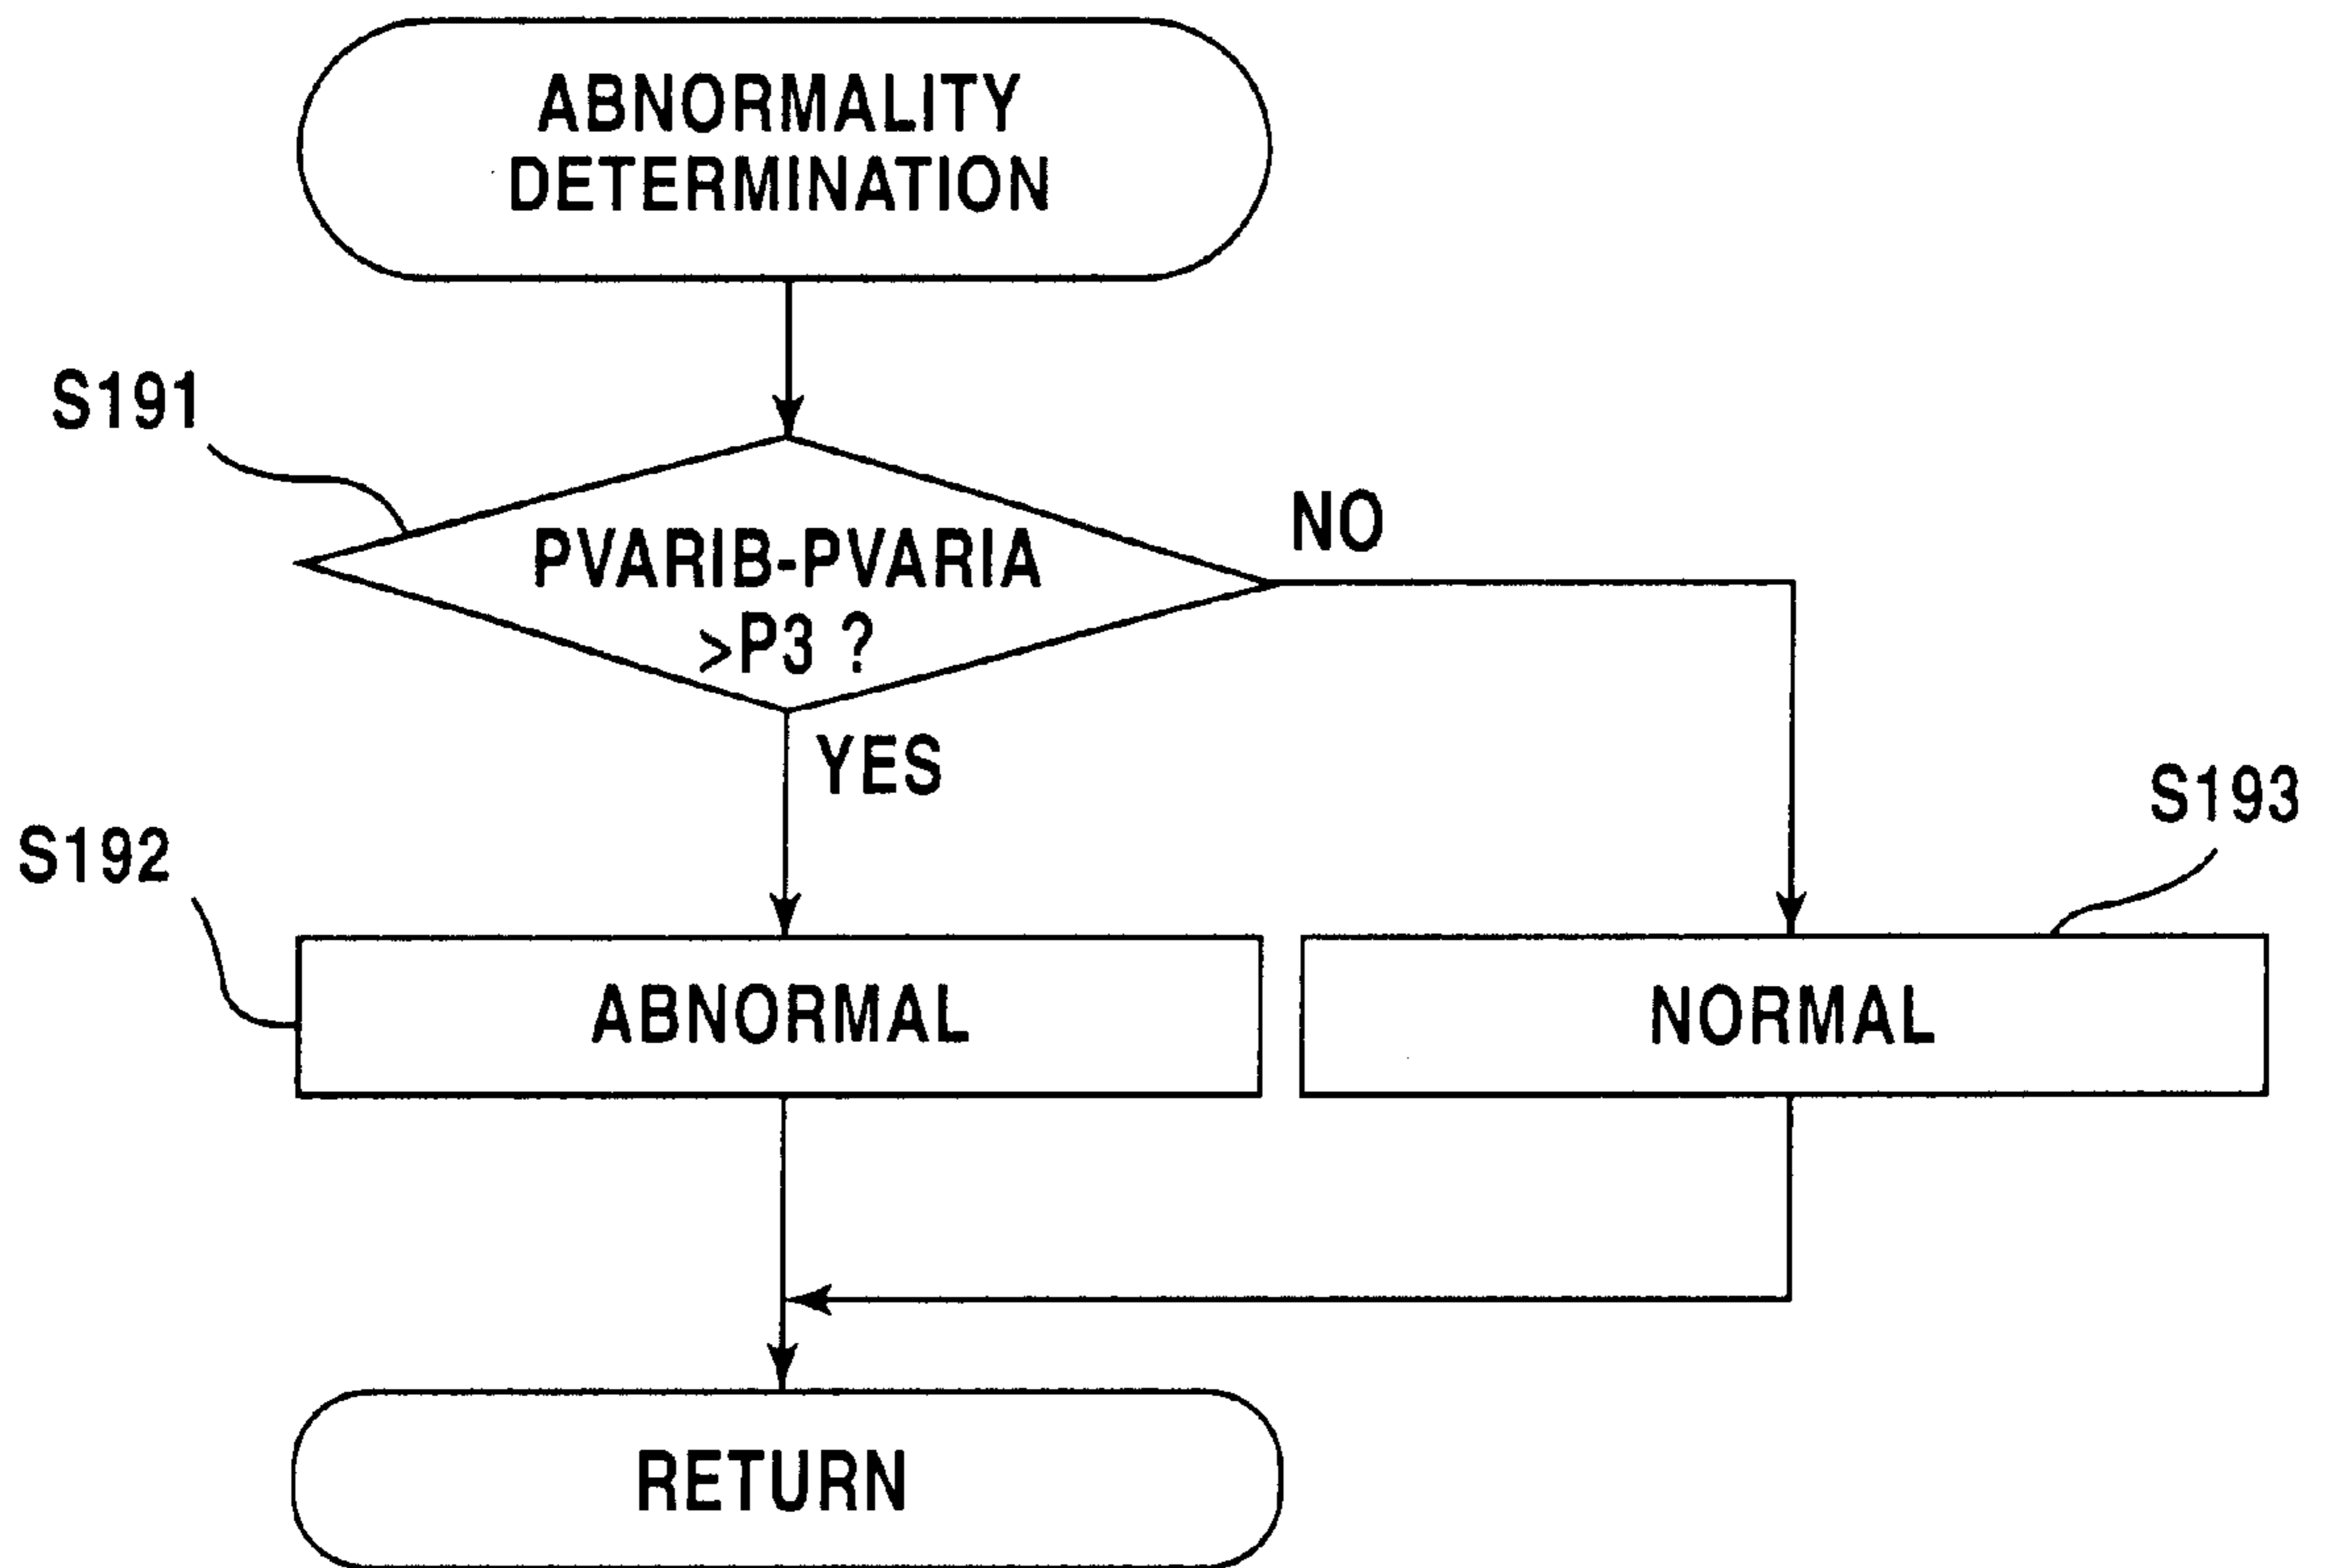 ABNORMALITY
DETERMINATION
S191
PVARIB-PVARIA
>P3 ?
NO
YES
S192
S193
ABNORMAL
NORMAL
RETURN